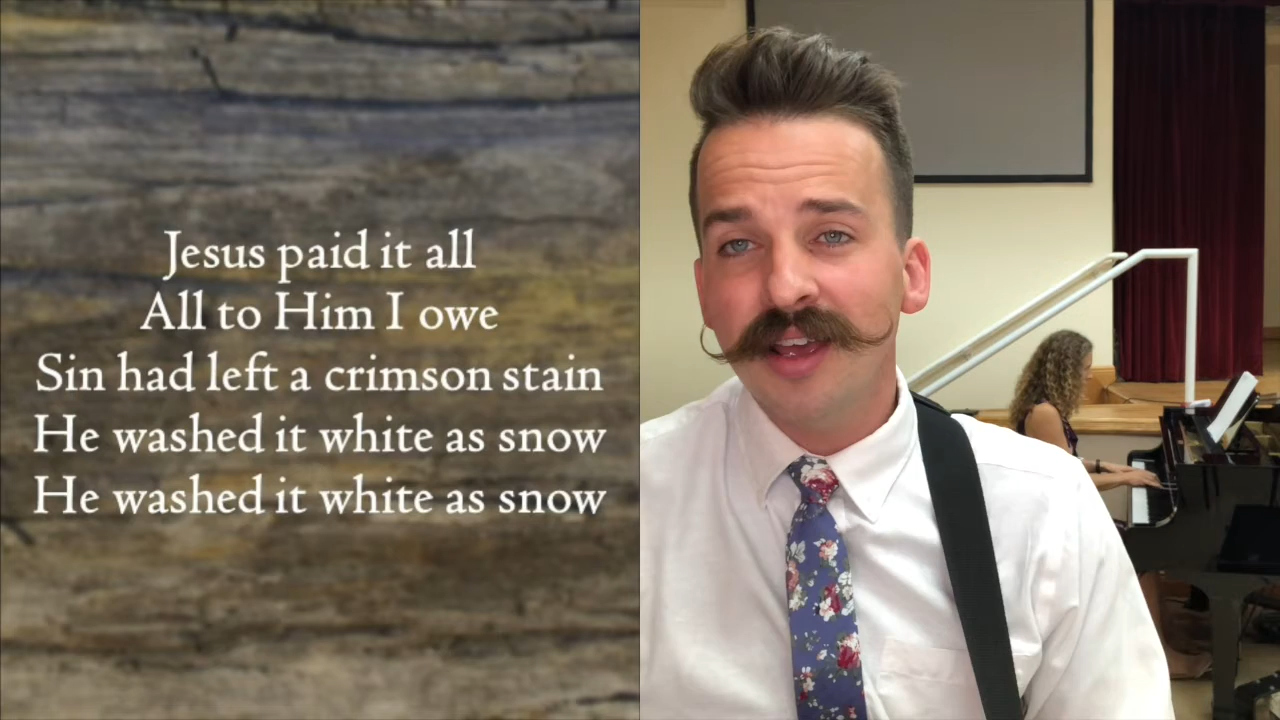 Jesus paid it all
All to Him I owe
Sin had left a crimson stain
He washed it white as snow
He washed it white as snow